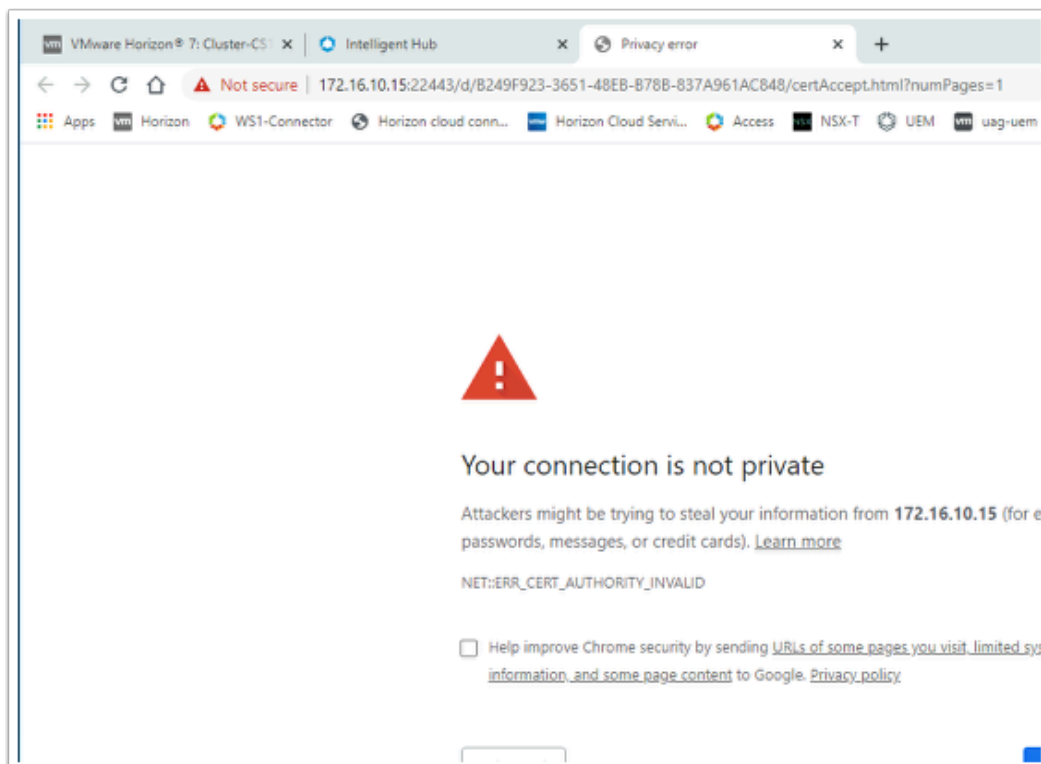 VMware Horizon® 7: Cluster-CS1
Intelligent Hub
Privacy error
Not secure | 172.16.10.15:22443/d/B249F923-3651-48EB-B78B-837A961AC848/certAccept.html?numPages=1
Apps vm Horizon WS1-Connector Horizon cloud conn... Horizon Cloud Servi... Access NSX NSX-T UEM vm uag-uem
Your connection is not private
Attackers might be trying to steal your information from 172.16.10.15 (for e
passwords, messages, or credit cards). Learn more
NET::ERR_CERT_AUTHORITY_INVALID
Help improve Chrome security by sending URLs of some pages you visit, limited sys
information, and some page content to Google. Privacy policy